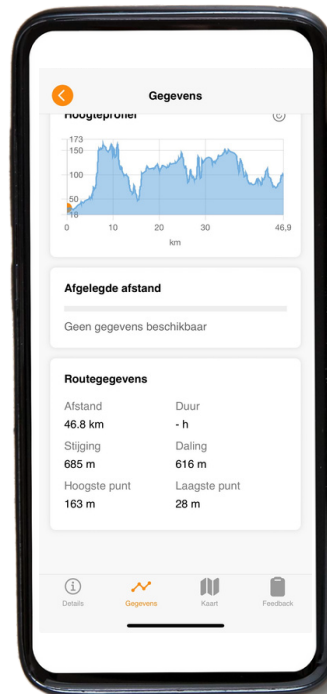 Gegevens
Hoogteprofiel
173
150
100
50
16
0 10 20 30 46,9
km
Afgelegde afstand
Geen gegevens beschikbaar
Routegegevens
Afstand Duur
46.8 km - h
Stijging Daling
685 m 616 m
Hoogste punt Laagste punt
163 m 28 m
Details Gegevens Kaart Feedback